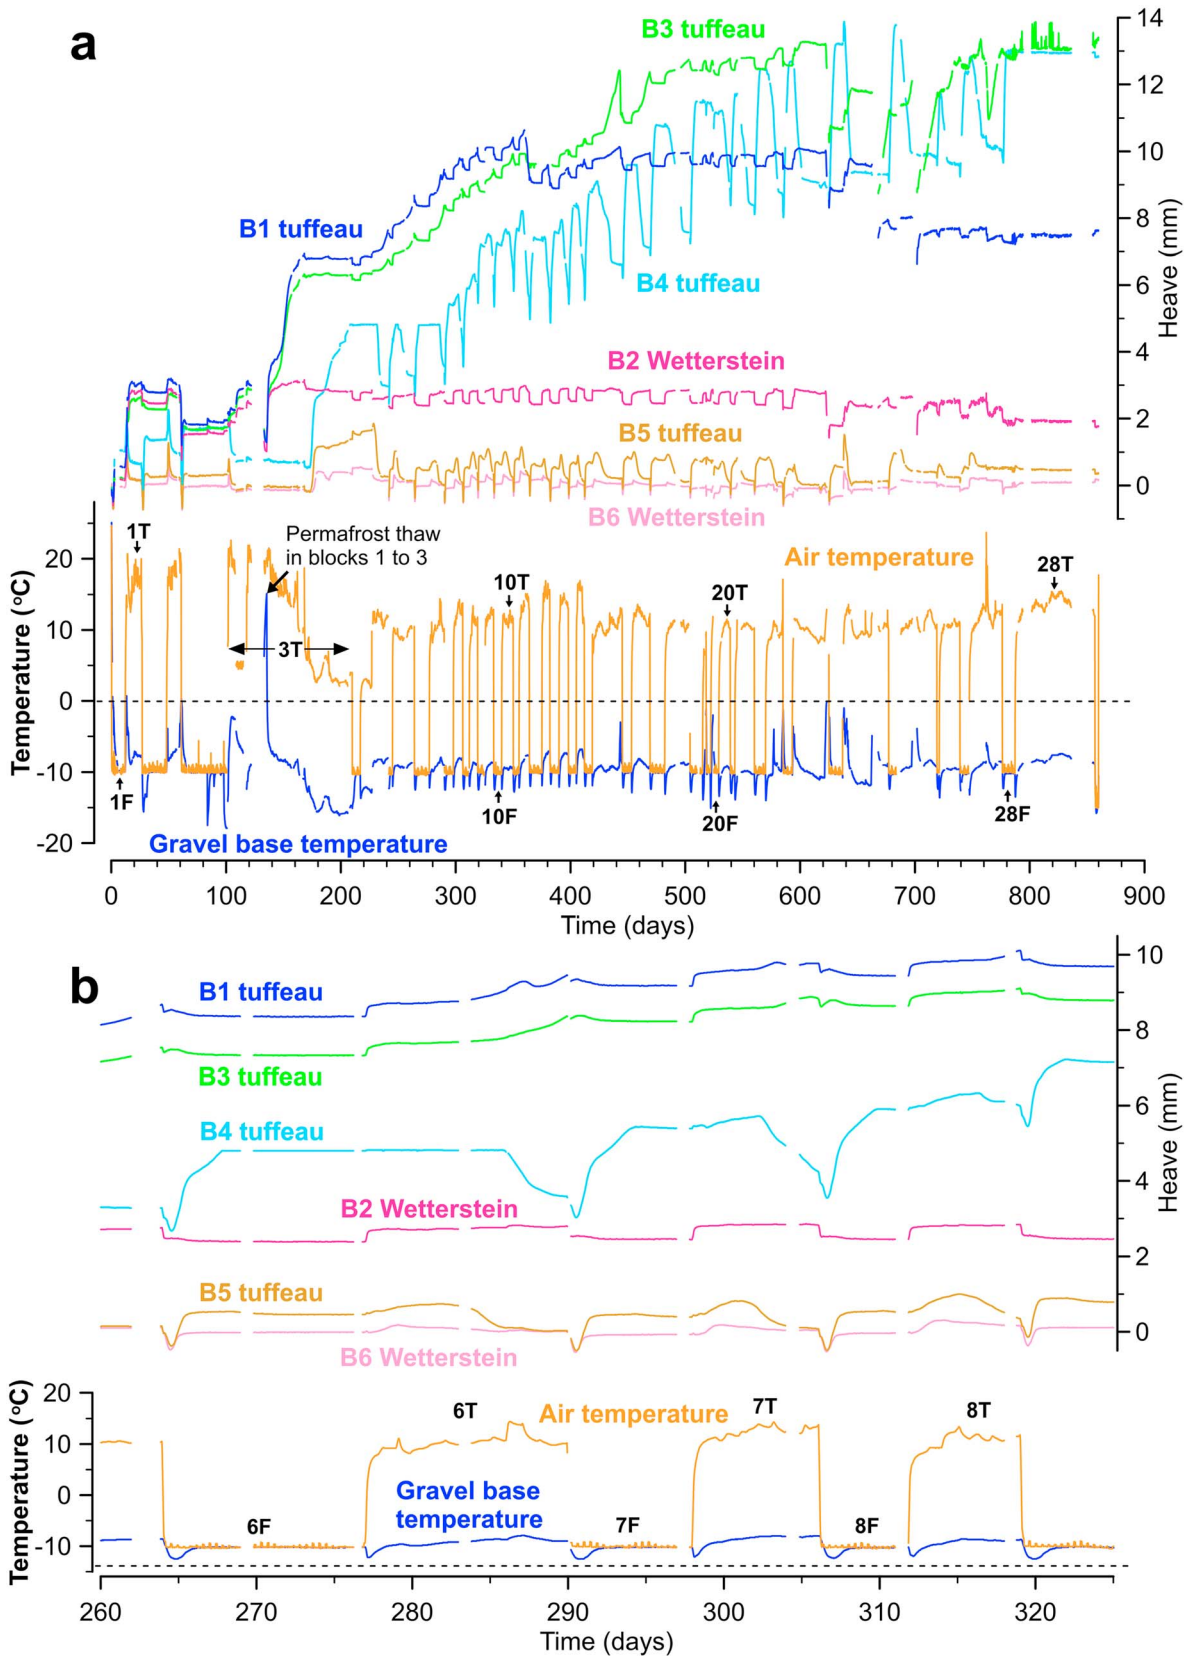 a
B3 tuffeau
14
12
10
8
6
4
2
0
Heave (mm)
B1 tuffeau
B4 tuffeau
B2 Wetterstein
B5 tuffeau
B6 Wetterstein
Permafrost thaw
in blocks 1 to 3
Air temperature
1T
3T
10T
20T
28T
1F
10F
20F
28F
Gravel base temperature
Temperature (°C)
20
10
0
-10
-20
0 100 200 300 400 500 600 700 800 900
Time (days)
b
B1 tuffeau
B3 tuffeau
B4 tuffeau
B2 Wetterstein
B5 tuffeau
B6 Wetterstein
10
8
6
4
2
0
Heave (mm)
Temperature (°C)
20
10
0
-10
6T
Air temperature
7T
8T
Gravel base
temperature
6F
7F
8F
260 270 280 290 300 310 320
Time (days)